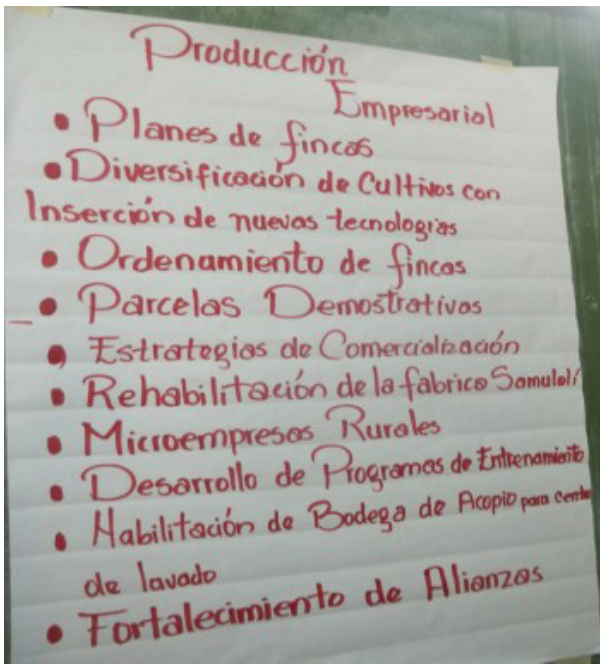 Producción
Empresarial
• Planes de fincas
• Diversificación de Cultivos con
Inserción de nuevas tecnologías
• Ordenamiento de fincas
• Parcelas Demostrativas
• Estrategias de Comercialización
• Rehabilitación de la fabrica Samulalí
• Microempresas Rurales
• Desarrollo de Programas de Entrenamiento
• Habilitación de Bodega de Acopio para
de lavado
• Fortalecimiento de Alianzas